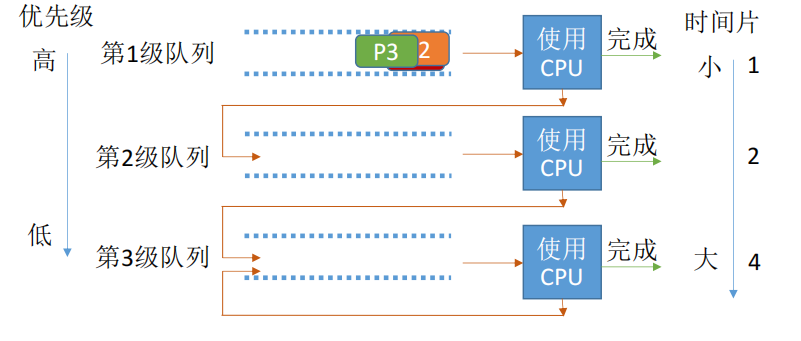 优先级
高
低
第1级队列
P3
2
使用
CPU
完成
第2级队列
使用
CPU
完成
第3级队列
使用
CPU
完成
时间片
小 1
2
大 4